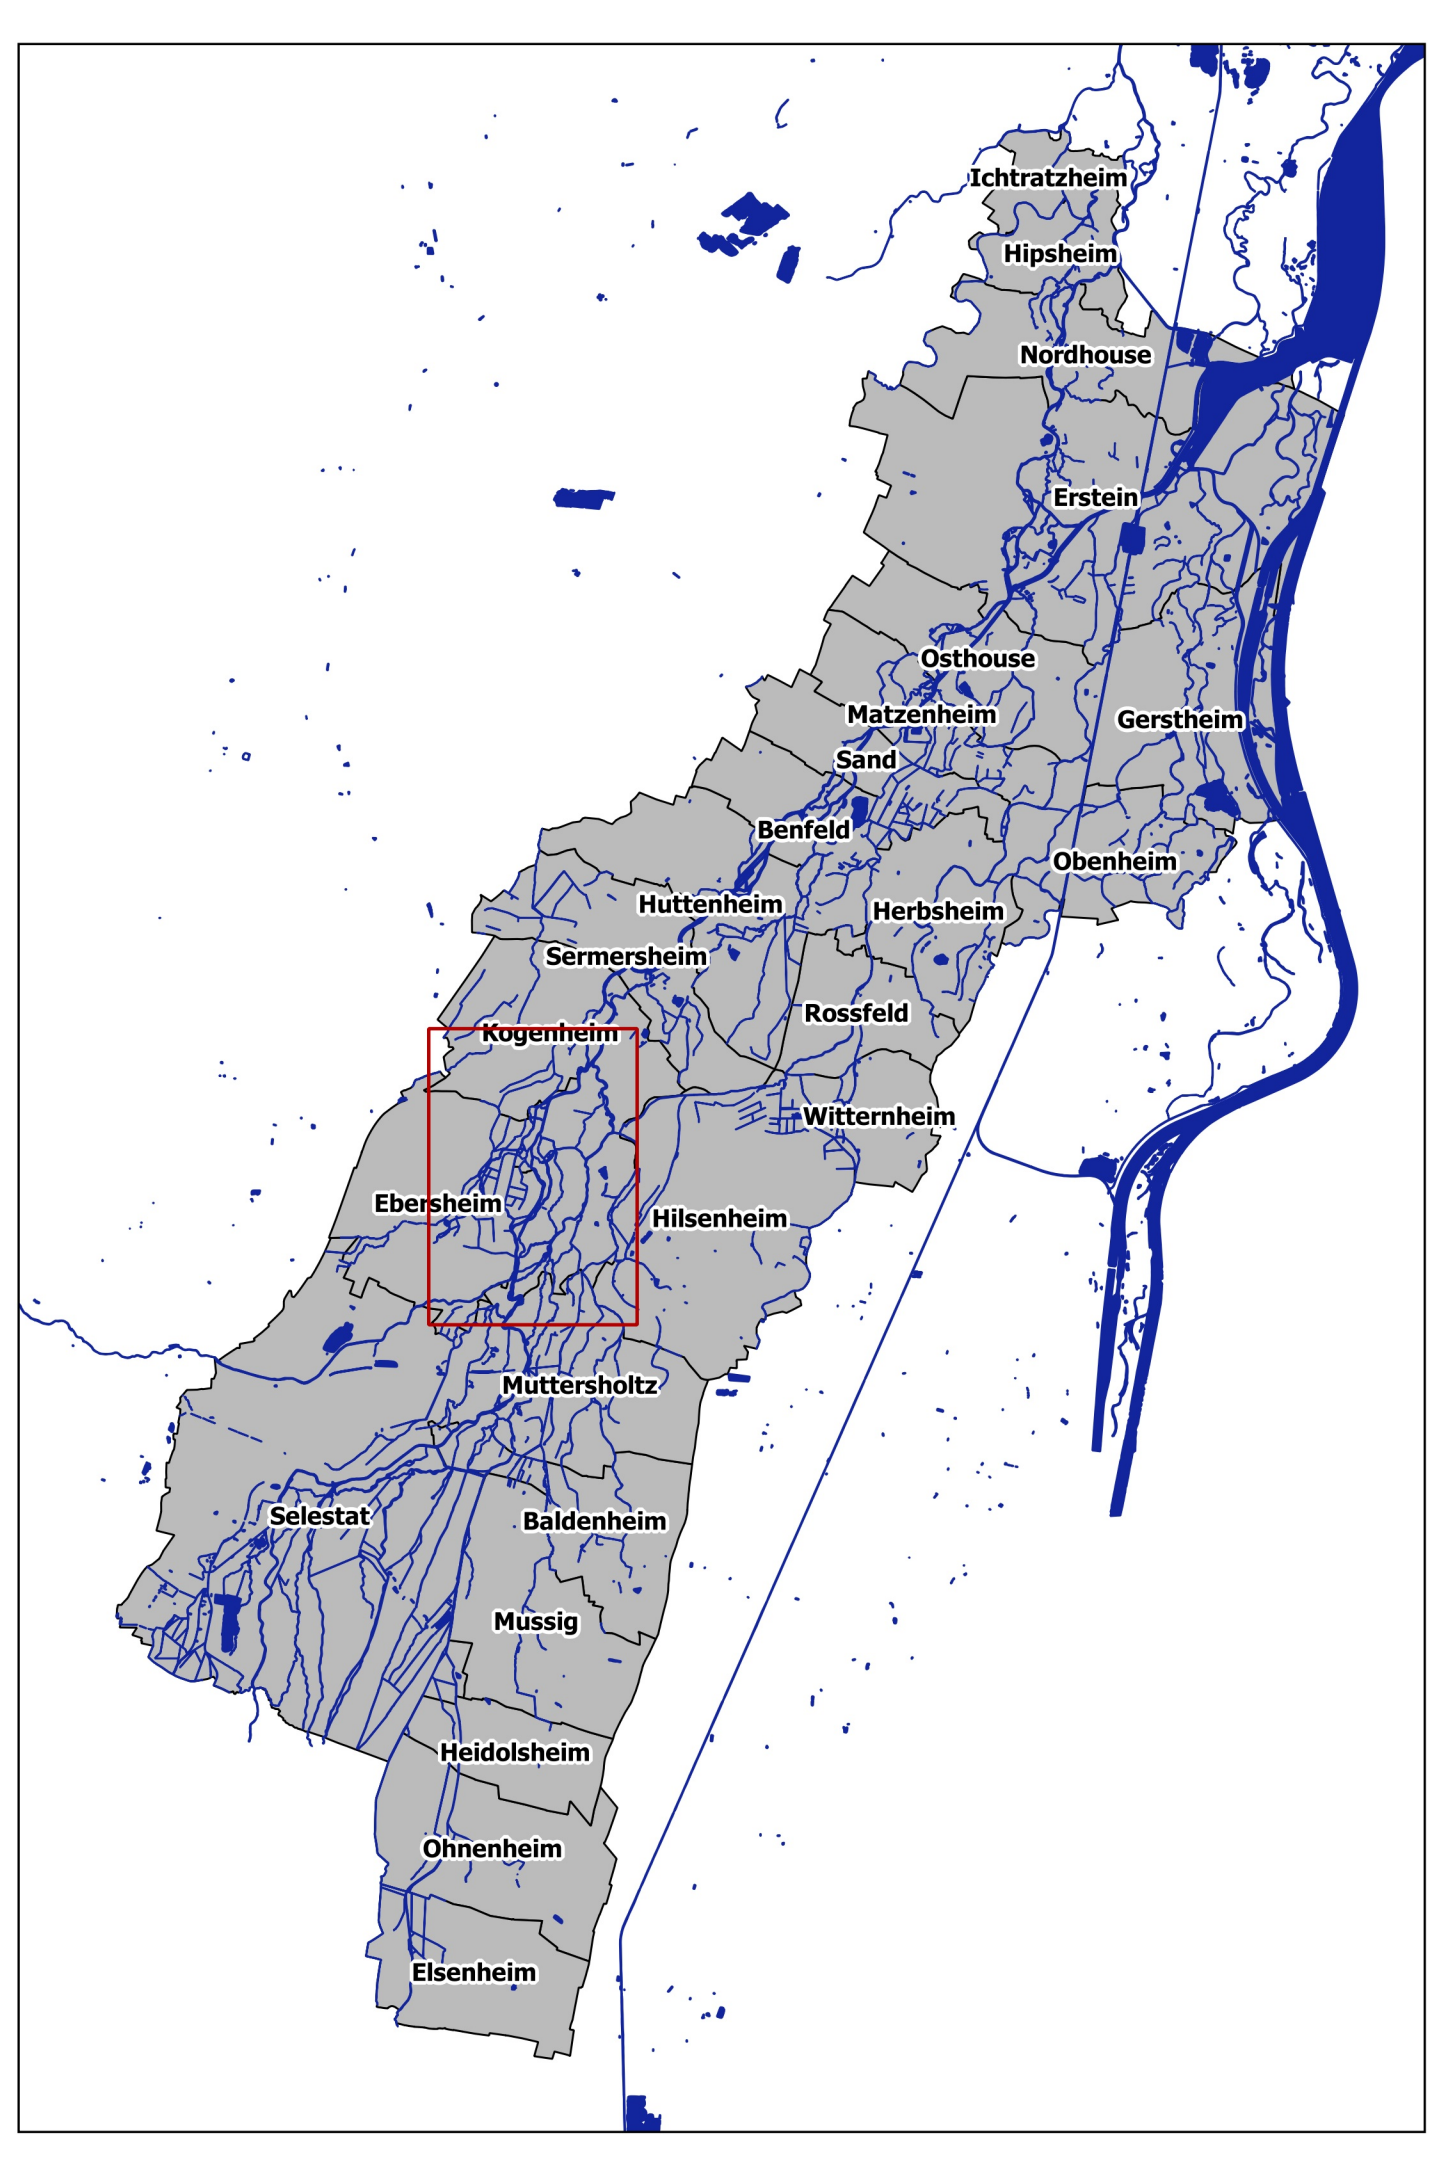 Ichtratzheim
Hipsheim
Nordhouse
Erstein
Osthouse
Matzenheim
Gerstheim
Sand
Benfeld
Obenheim
Huttenheim
Herbsheim
Sermersheim
Rossfeld
Kogenheim
Witternheim
Ebersheim
Hilsenheim
Muttersholtz
Selestat
Baldenheim
Mussig
Heidolsheim
Ohnenheim
Elsenheim